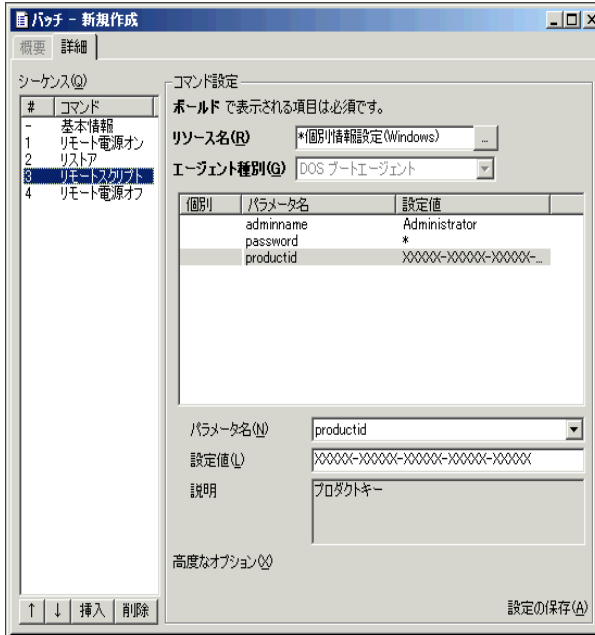 バッチ - 新規作成
概要 詳細
シーケンス(Q)
# コマンド
- 基本情報
1 リモート電源オン
2 リストア
3 リモートスクリプト
4 リモート電源オフ
↑ ↓ 挿入 削除
コマンド設定
ボールド で表示される項目は必須です。
リソース名(R) *個別情報設定(Windows) ...
エージェント種別(G) DOS ブートエージェント
個別 パラメータ名 設定値
adminname Administrator
password *
productid XXXXX-XXXXX-XXXXX-...
パラメータ名(N) productid
設定値(L) XXXXX-XXXXX-XXXXX-XXXXX-XXXXX
説明 プロダクトキー
高度なオプション(X)
設定の保存(A)